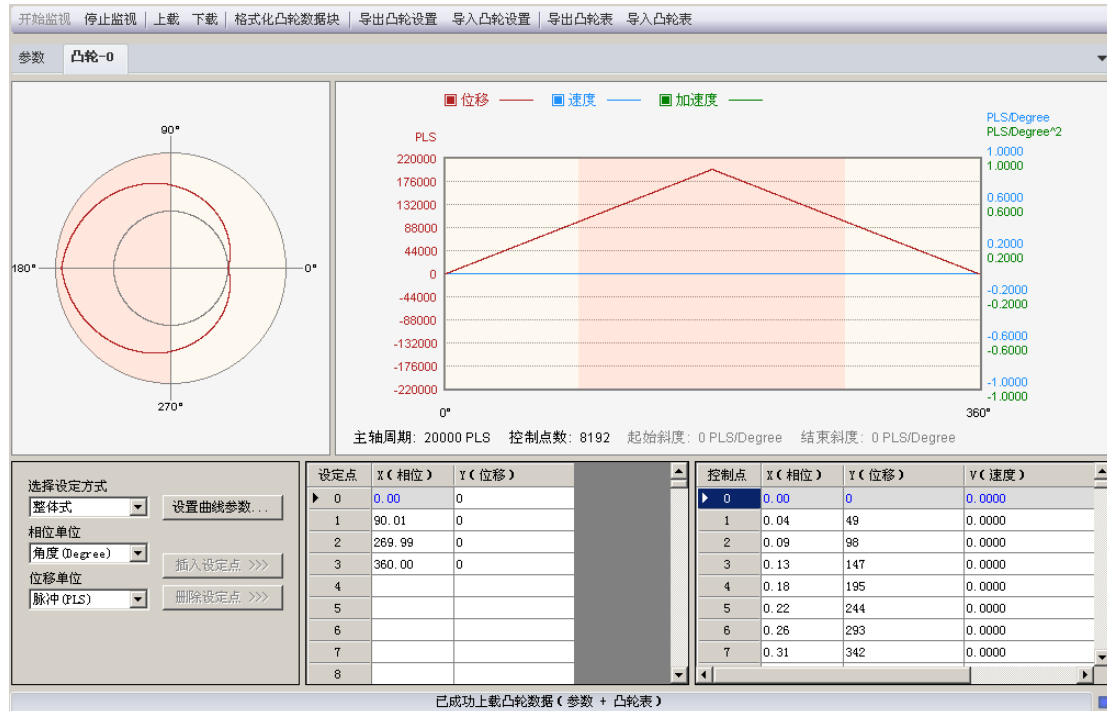 开始监视 停止监视 上载 下载 格式化凸轮数据块 导出凸轮设置 导入凸轮设置 导出凸轮表 导入凸轮表
参数 凸轮-0
90°
180°
0°
270°
位移 速度 加速度
PLS
PLS/Degree
PLS/Degree^2
220000
176000
132000
88000
44000
0
-44000
-88000
-132000
-176000
-220000
1.0000
1.0000
0.6000
0.6000
0.2000
0.2000
-0.2000
-0.2000
-0.6000
-0.6000
-1.0000
-1.0000
0° 360°
主轴周期: 20000 PLS 控制点数: 8192 起始斜度: 0 PLS/Degree 结束斜度: 0 PLS/Degree
选择设定方式
整体式 设置曲线参数...
相位单位
角度(Degree) 插入设定点 >>>
位移单位
脉冲(PLS) 删除设定点 >>>
设定点 X(相位) Y(位移)
0 0.00 0
1 90.01 0
2 269.99 0
3 360.00 0
4
5
6
7
8
控制点 X(相位) Y(位移) V(速度)
0 0.00 0 0.0000
1 0.04 49 0.0000
2 0.09 98 0.0000
3 0.13 147 0.0000
4 0.18 195 0.0000
5 0.22 244 0.0000
6 0.26 293 0.0000
7 0.31 342 0.0000
已成功上载凸轮数据(参数 + 凸轮表)